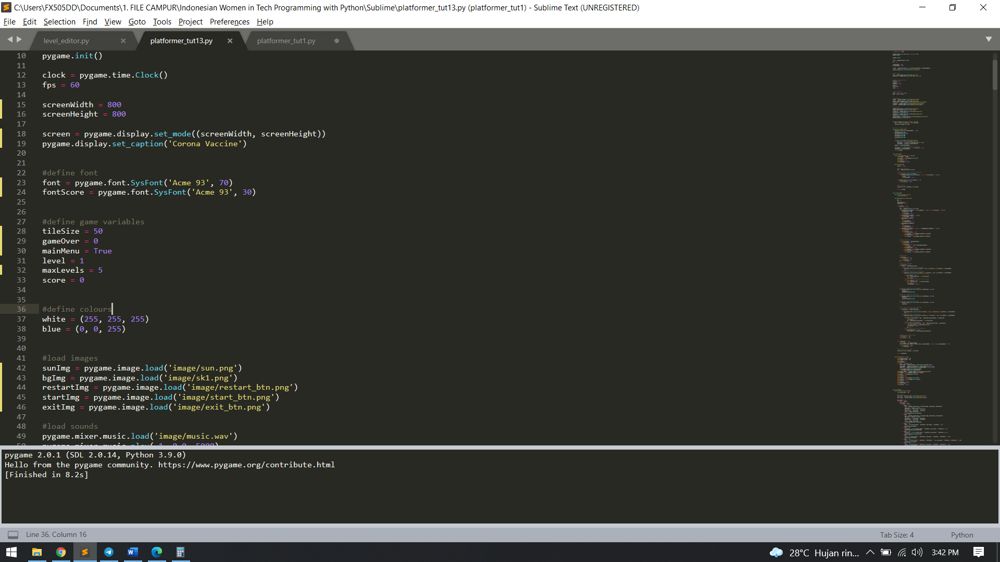 C:\Users\FX505DD\Documents\1. FILE CAMPUR\Indonesian Women in Tech Programming with Python\Sublime\platformer_tut13.py (platformer_tut1) - Sublime Text (UNREGISTERED)
File Edit Selection Find View Goto Tools Project Preferences Help
level_editor.py platformer_tut13.py platformer_tut1.py
10 pygame.init()
11
12 clock = pygame.time.Clock()
13 fps = 60
14
15 screenWidth = 800
16 screenHeight = 800
17
18 screen = pygame.display.set_mode((screenWidth, screenHeight))
19 pygame.display.set_caption('Corona Vaccine')
20
21
22 #define font
23 font = pygame.font.SysFont('Acme 93', 70)
24 fontScore = pygame.font.SysFont('Acme 93', 30)
25
26
27 #define game variables
28 tileSize = 50
29 gameOver = 0
30 mainMenu = True
31 level = 1
32 maxLevels = 5
33 score = 0
34
35
36 #define colours
37 white = (255, 255, 255)
38 blue = (0, 0, 255)
39
40
41 #load images
42 sunImg = pygame.image.load('image/sun.png')
43 bgImg = pygame.image.load('image/sk1.png')
44 restartImg = pygame.image.load('image/restart_btn.png')
45 startImg = pygame.image.load('image/start_btn.png')
46 exitImg = pygame.image.load('image/exit_btn.png')
47
48 #load sounds
49 pygame.mixer.music.load('image/music.wav')
pygame 2.0.1 (SDL 2.0.14, Python 3.9.0)
Hello from the pygame community. https://www.pygame.org/contribute.html
[Finished in 8.2s]
Line 36, Column 16 Tab Size: 4 Python
28°C Hujan rin... 3:42 PM